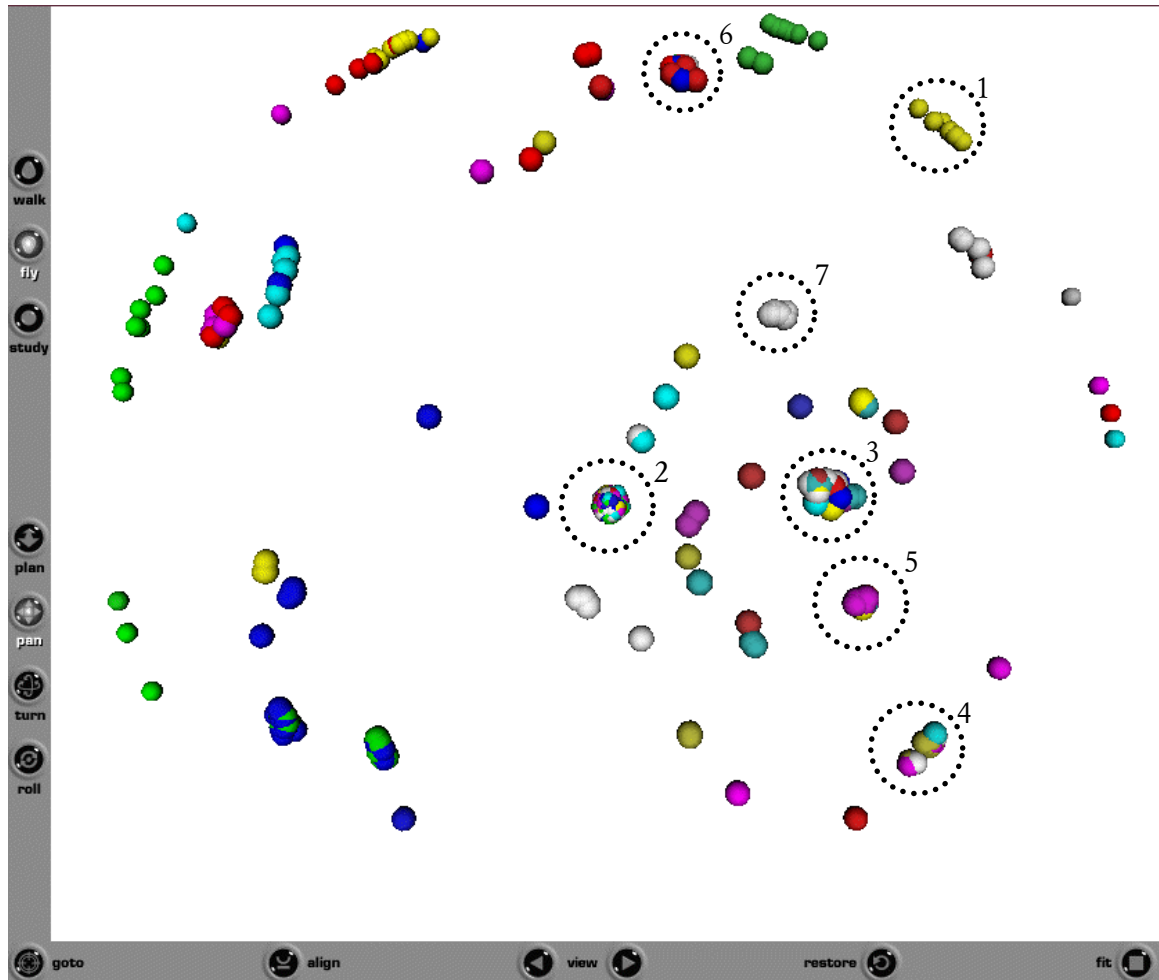 6
1
walk
fly
7
study
3
2
plan
5
pan
turn
4
roll
goto
align
view
restore
fit